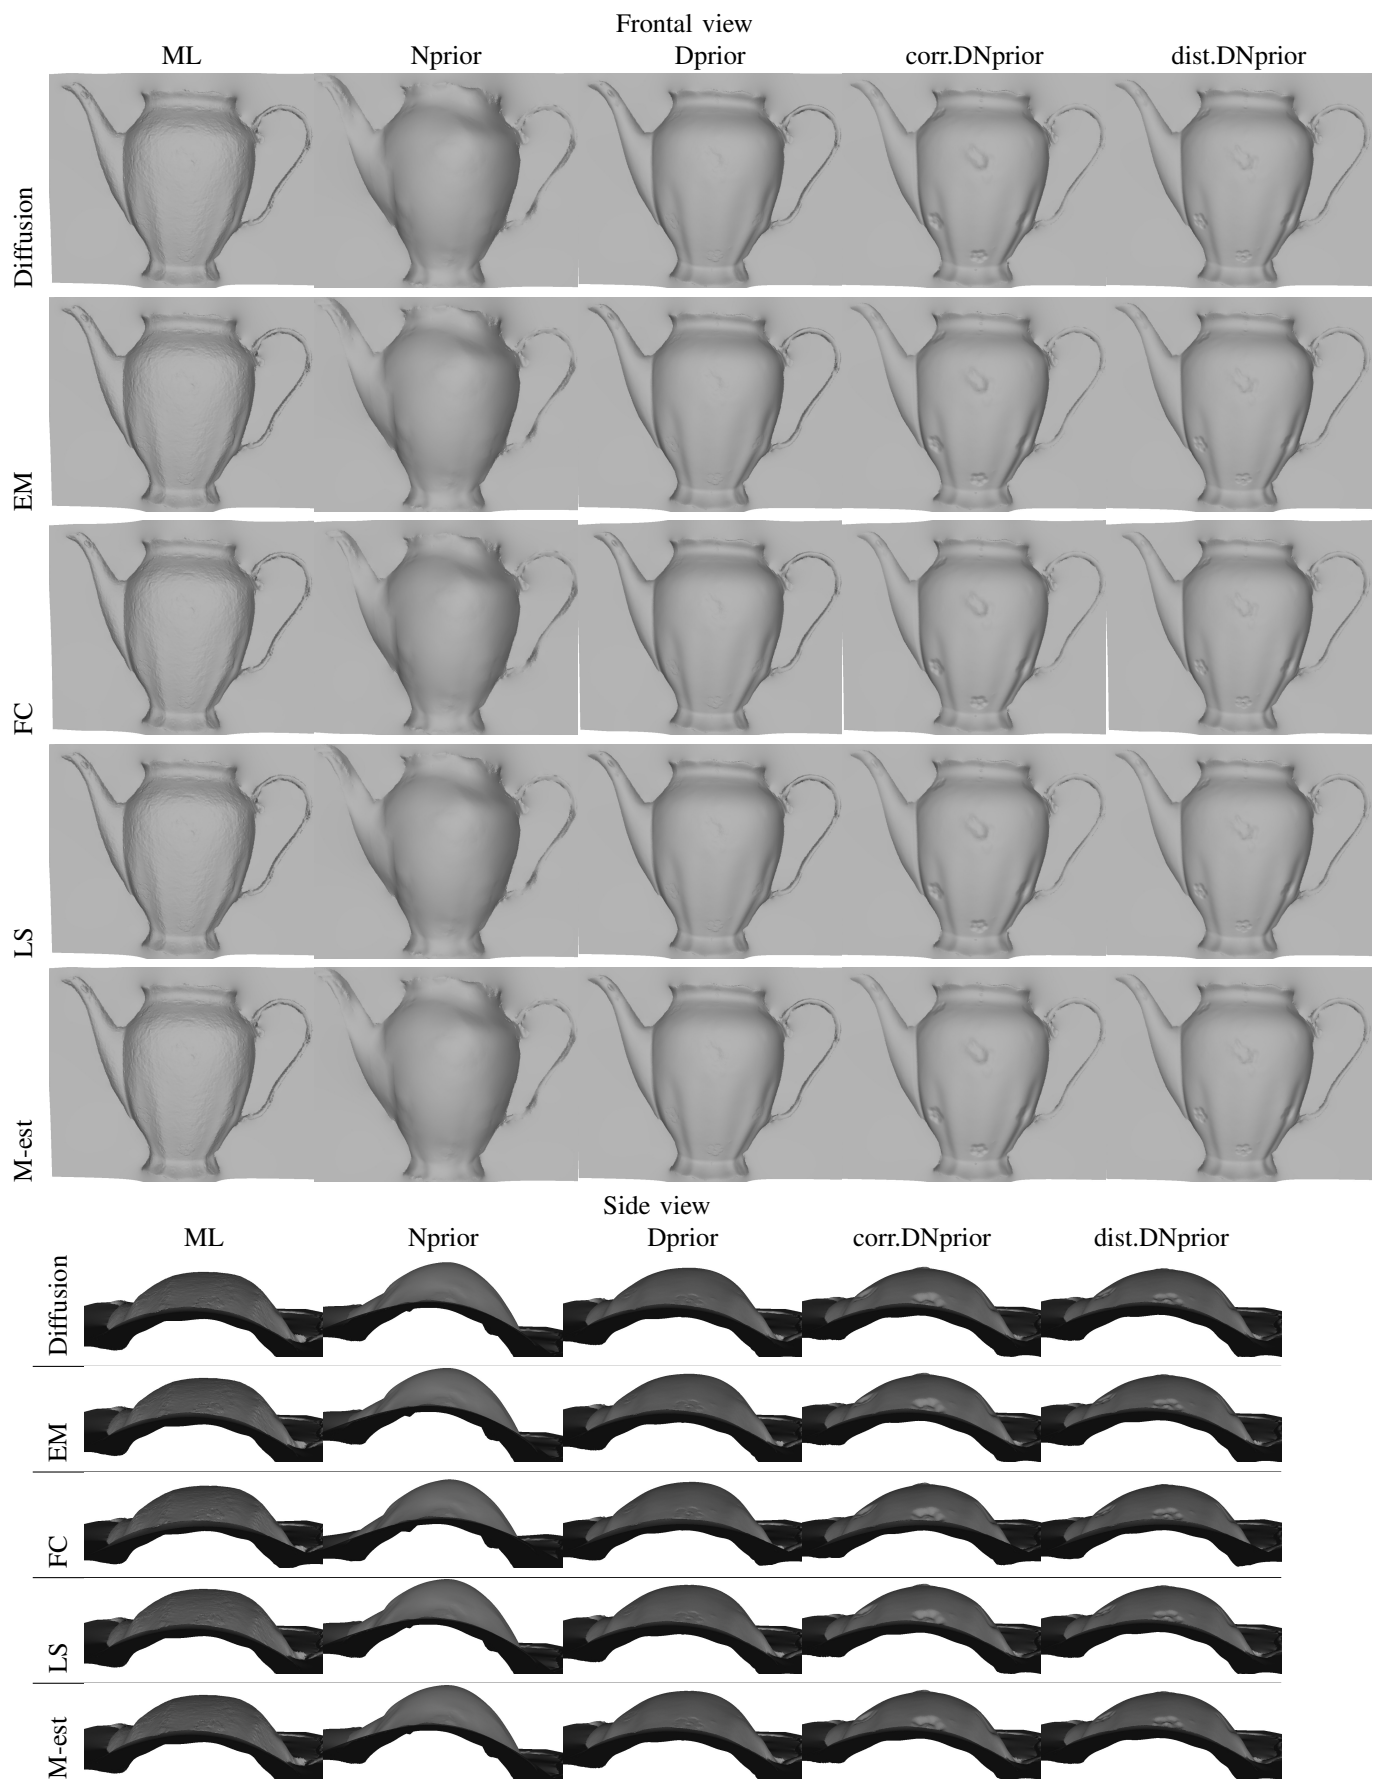 Frontal view
ML Nprior Dprior corr.DNprior dist.DNprior
Diffusion
EM
FC
LS
M-est
Side view
ML Nprior Dprior corr.DNprior dist.DNprior
Diffusion
EM
FC
LS
M-est